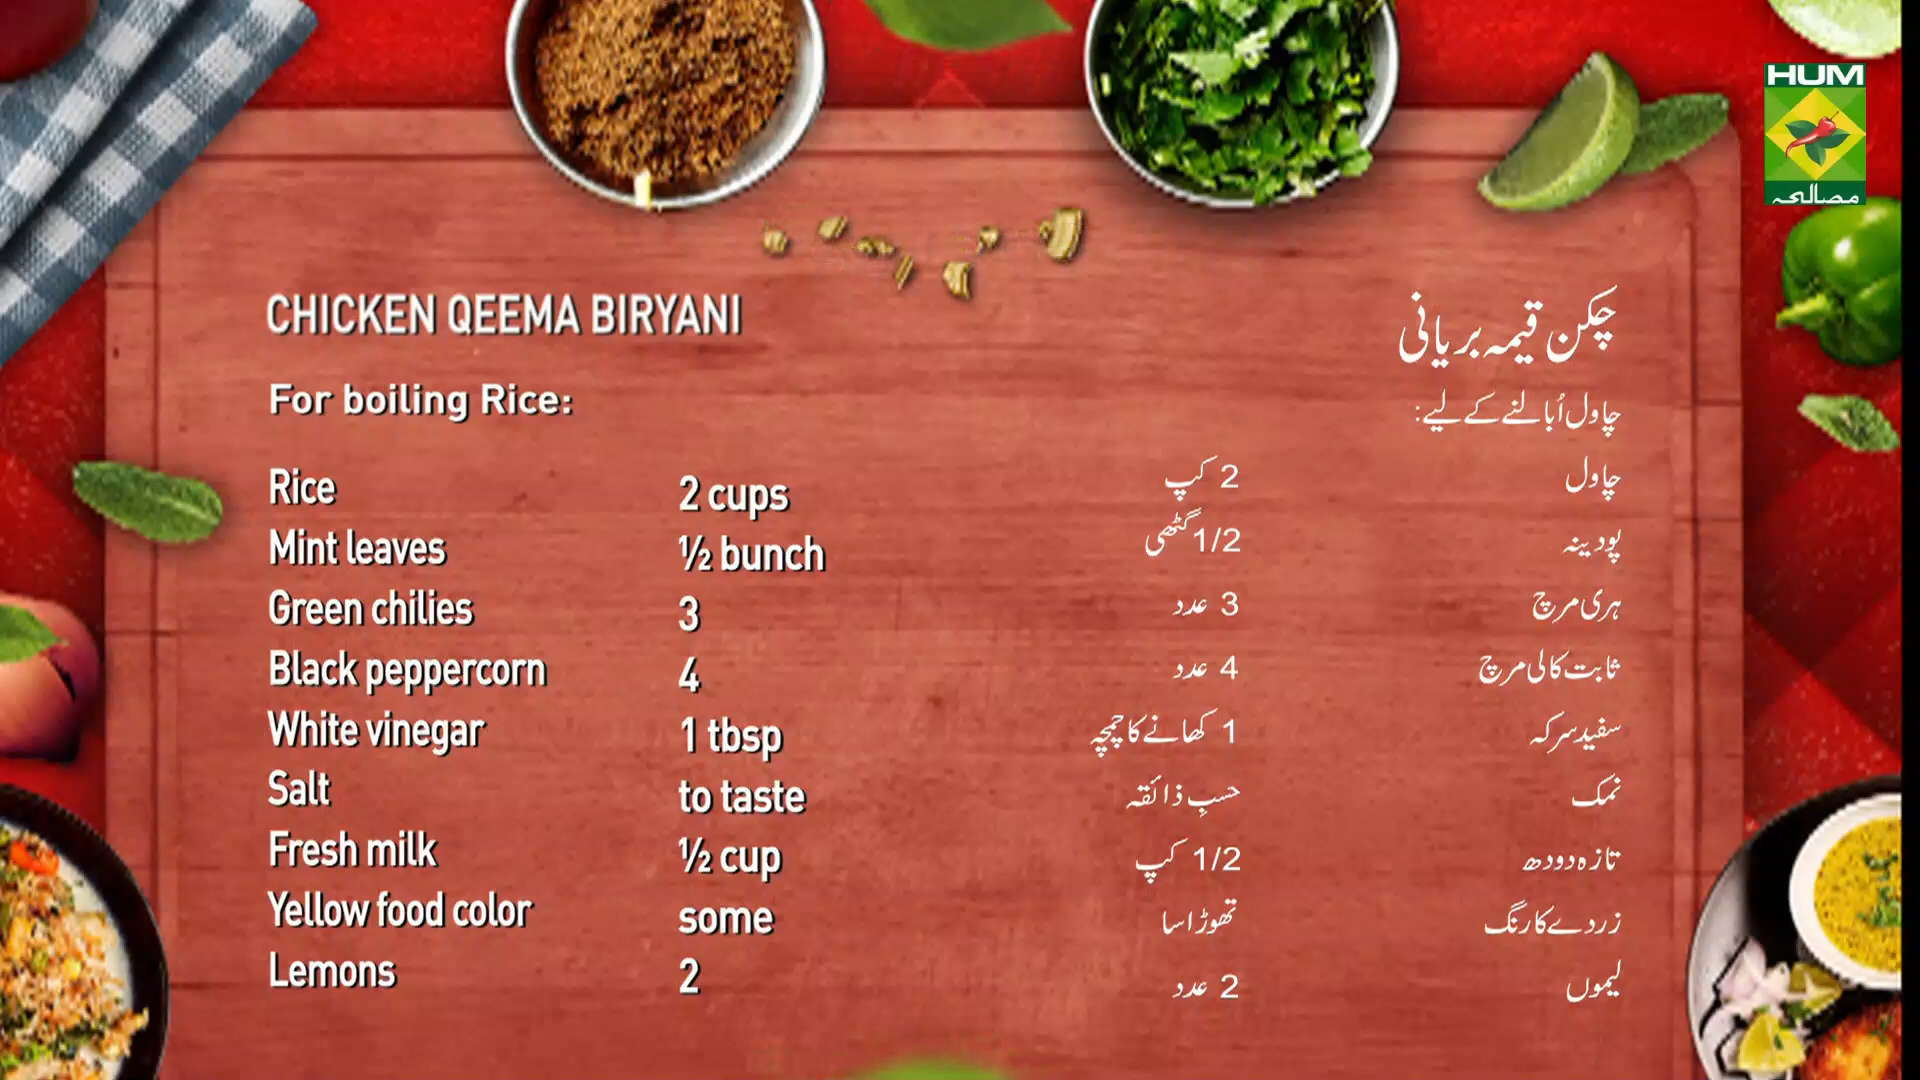 HUM
مصالحہ
CHICKEN QEEMA BIRYANI
چکن قیمہ بریانی
For boiling Rice:
چاول اُبالنے کے لیے:
Rice 2 cups
2 کپ چاول
Mint leaves ½ bunch
1/2 گٹھی پودینہ
Green chilies 3
3 عدد ہری مرچ
Black peppercorn 4
4 عدد ثابت کالی مرچ
White vinegar 1 tbsp
1 کھانے کا چمچہ سفید سرکہ
Salt to taste
حسبِ ذائقہ نمک
Fresh milk ½ cup
1/2 کپ تازہ دودھ
Yellow food color some
تھوڑا سا زردے کا رنگ
Lemons 2
2 عدد لیموں